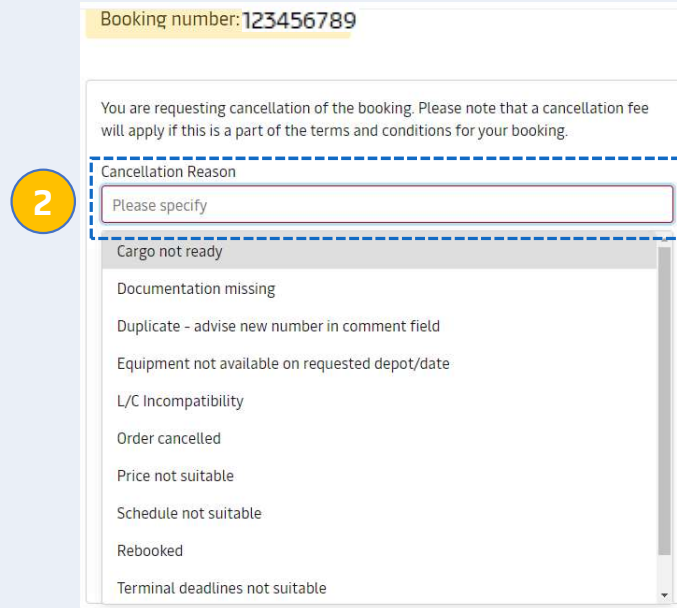 Booking number: 123456789
You are requesting cancellation of the booking. Please note that a cancellation fee
will apply if this is a part of the terms and conditions for your booking.
Cancellation Reason
2
Please specify
Cargo not ready
Documentation missing
Duplicate - advise new number in comment field
Equipment not available on requested depot/date
L/C Incompatibility
Order cancelled
Price not suitable
Schedule not suitable
Rebooked
Terminal deadlines not suitable